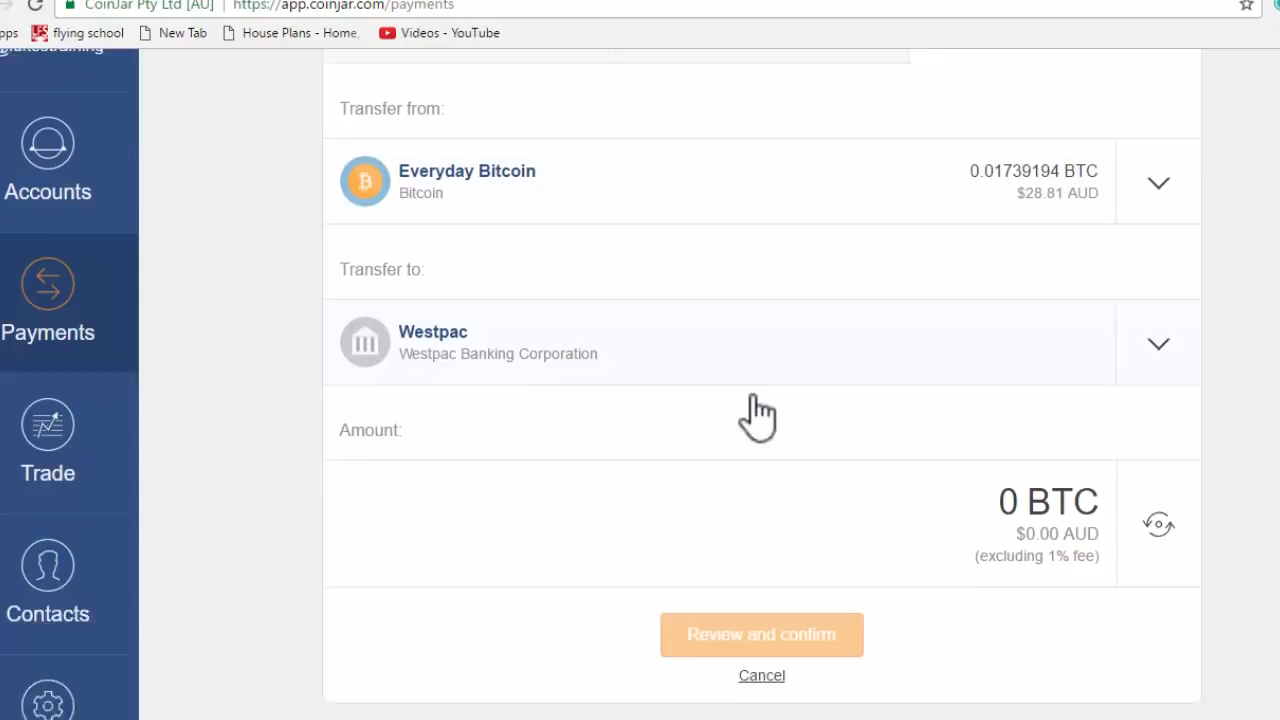 CoinJar Pty Ltd [AU] | https://app.coinjar.com/payments
pps flying school New Tab House Plans - Home, Videos - YouTube
Transfer from:
Everyday Bitcoin 0.01739194 BTC
Bitcoin $28.81 AUD
Accounts
Transfer to:
Payments
Westpac
Westpac Banking Corporation
Amount:
Trade
0 BTC
$0.00 AUD
(excluding 1% fee)
Contacts
Review and confirm
Cancel